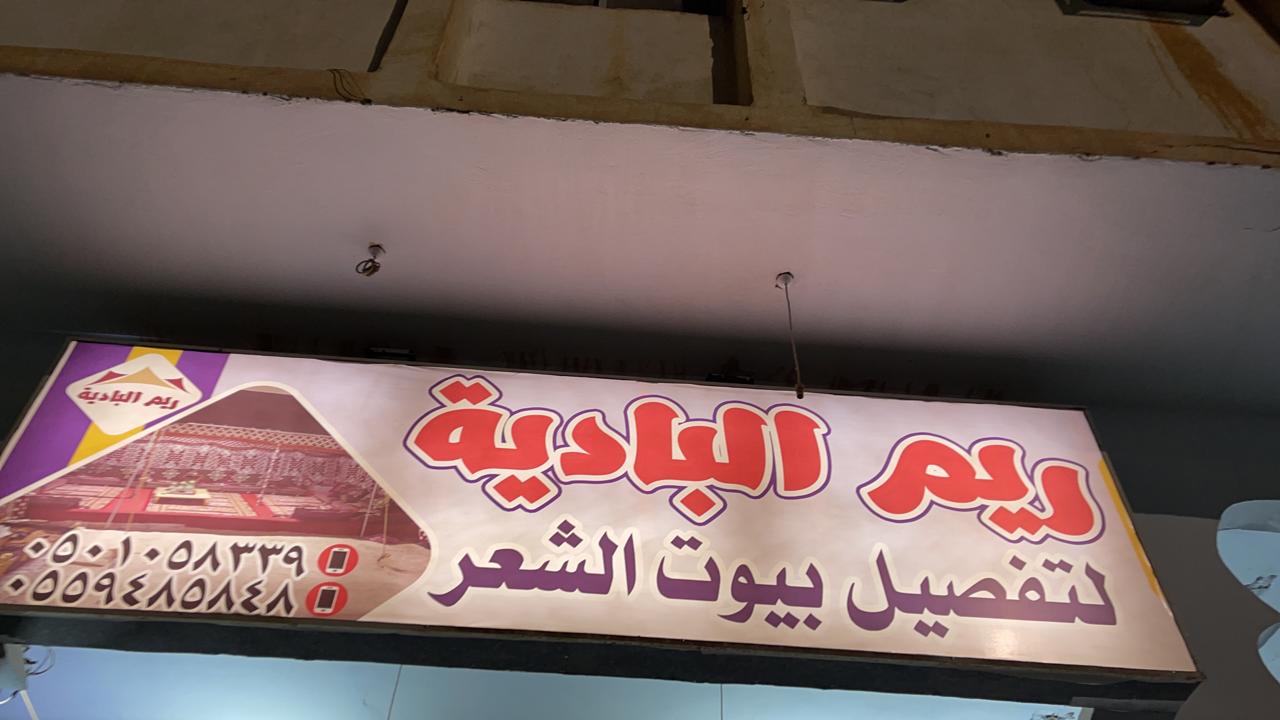 ريم البادية
لتفصيل بيوت الشعر
ريم البادية
٠٥٠١٠٥٨٣٣٩
٠٥٥٩٤٨٥٨٤٨